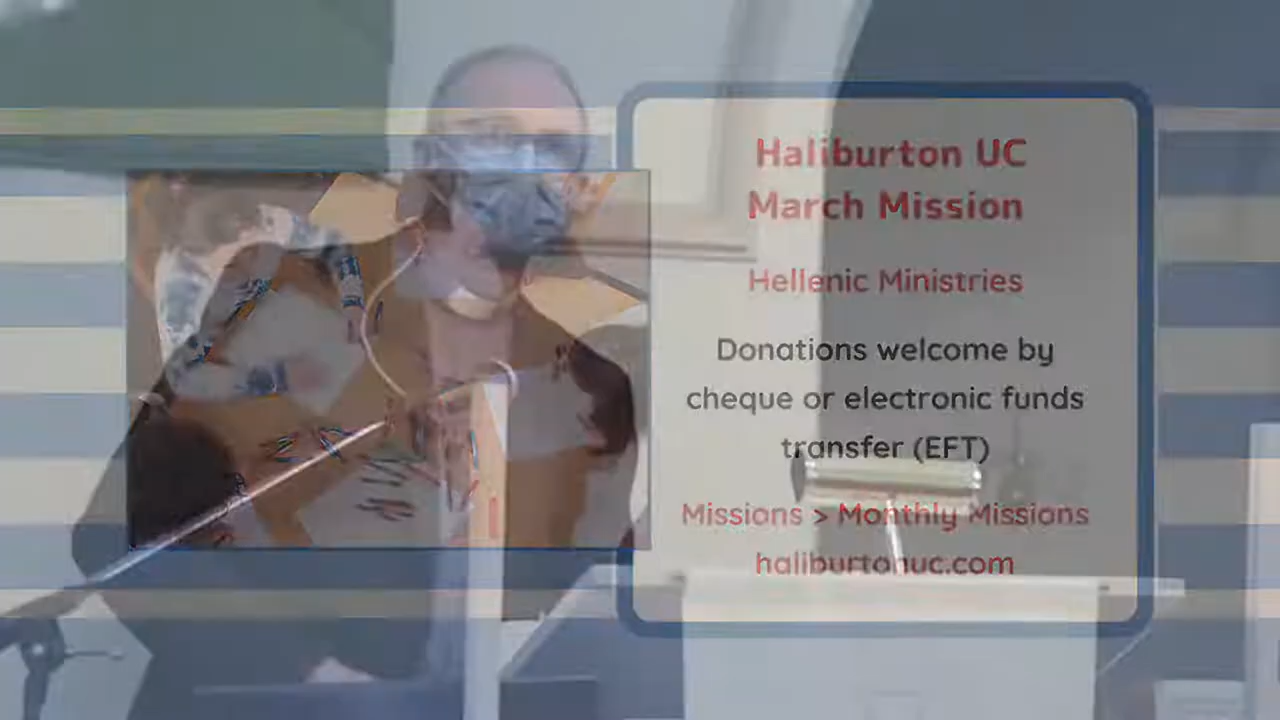 Haliburton UC
March Mission
Hellenic Ministries
Donations welcome by
cheque or electronic funds
transfer (EFT)
Missions > Monthly Missions
haliburtonuc.com